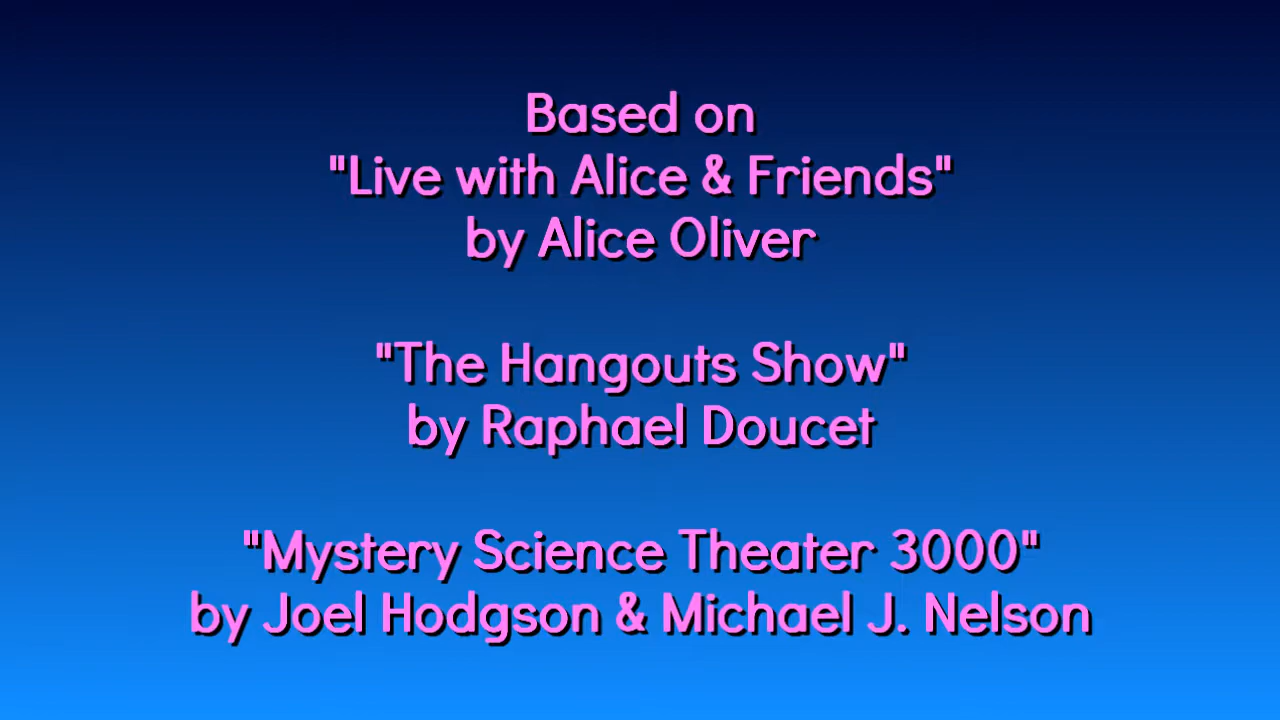 Based on
"Live with Alice & Friends"
by Alice Oliver
"The Hangouts Show"
by Raphael Doucet
"Mystery Science Theater 3000"
by Joel Hodgson & Michael J. Nelson